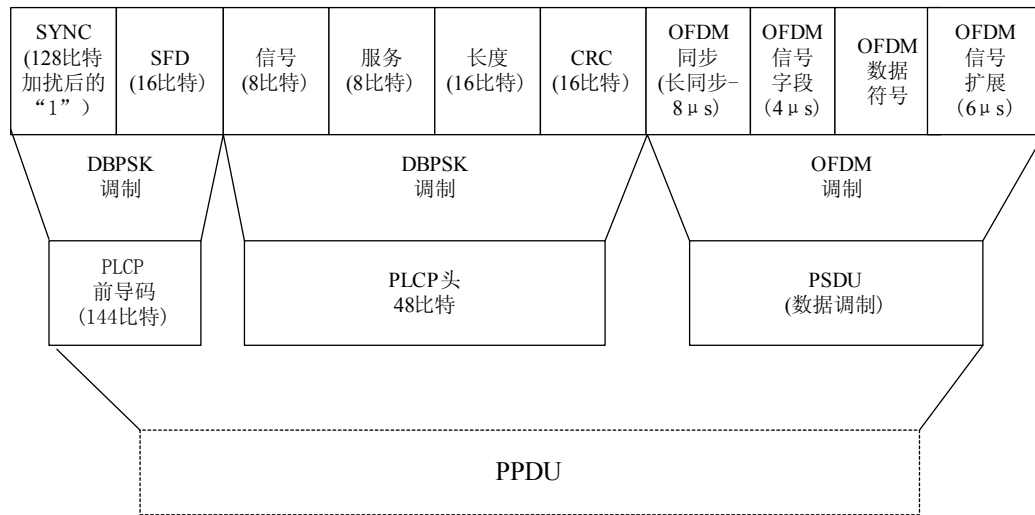 SYNC
(128比特
加扰后的
“1”)
SFD
(16比特)
信号
(8比特)
服务
(8比特)
长度
(16比特)
CRC
(16比特)
OFDM
同步
(长同步-
8μs)
OFDM
信号
字段
(4μs)
OFDM
数据
符号
OFDM
信号
扩展
(6μs)
DBPSK
调制
DBPSK
调制
OFDM
调制
PLCP
前导码
(144比特)
PLCP头
48比特
PSDU
(数据调制)
PPDU